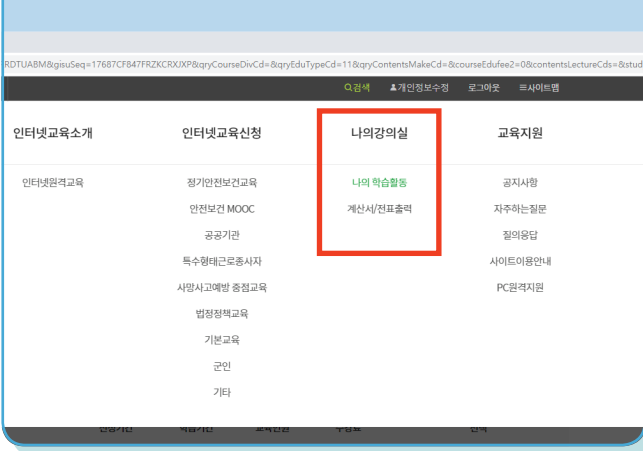 RDTUABM&gisuSeq=17687CF847FRZKCRXJXP&qryCourseDivCd=&qryEduTypeCd=11&qryContentsMakeCd=&courseEdufee2=0&contentsLectureCds=&stud
검색 개인정보수정 로그아웃 사이트맵
인터넷교육소개 인터넷교육신청 나의강의실 교육지원
인터넷원격교육 정기안전보건교육 나의 학습활동 공지사항
안전보건 MOOC 계산서/전표출력 자주하는질문
공공기관 질의응답
특수형태근로종사자 사이트이용안내
사망사고예방 중점교육 PC원격지원
법정정책교육
기본교육
군인
기타